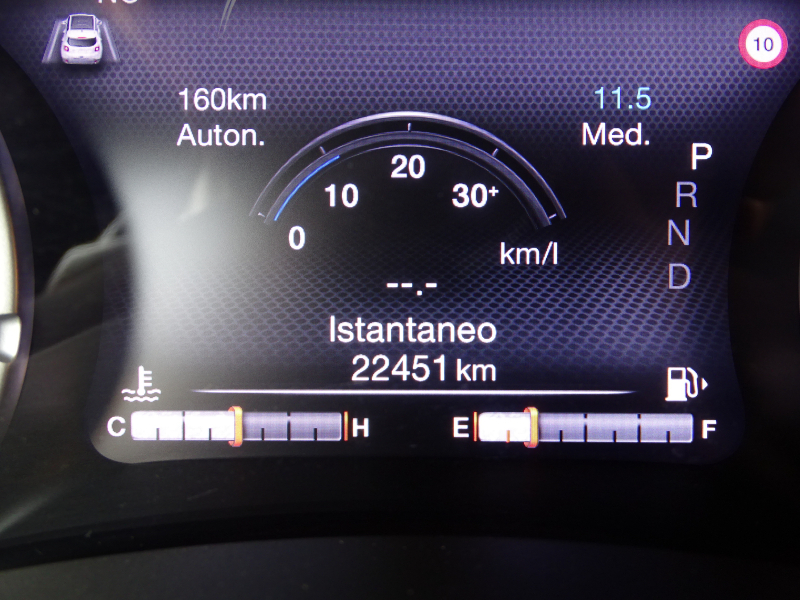 10
160km
Auton.
11.5
Med.
0
10
20
30+
km/l
P
R
N
D
--.-
Istantaneo
22451 km
C H
E F